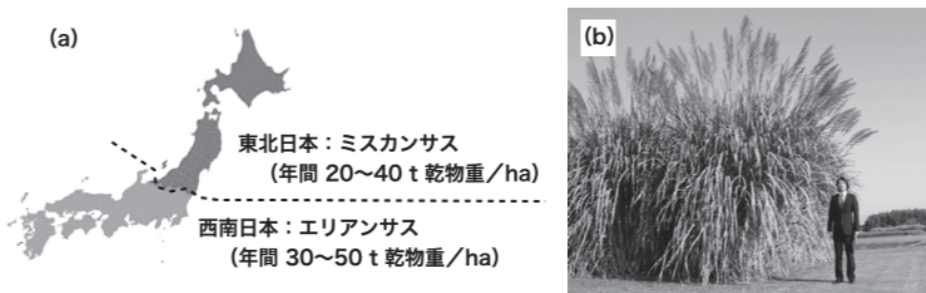 (a)
東北日本：ミスカンサス
（年間 20〜40 t 乾物重／ha）
西南日本：エリアンサス
（年間 30〜50 t 乾物重／ha）
(b)